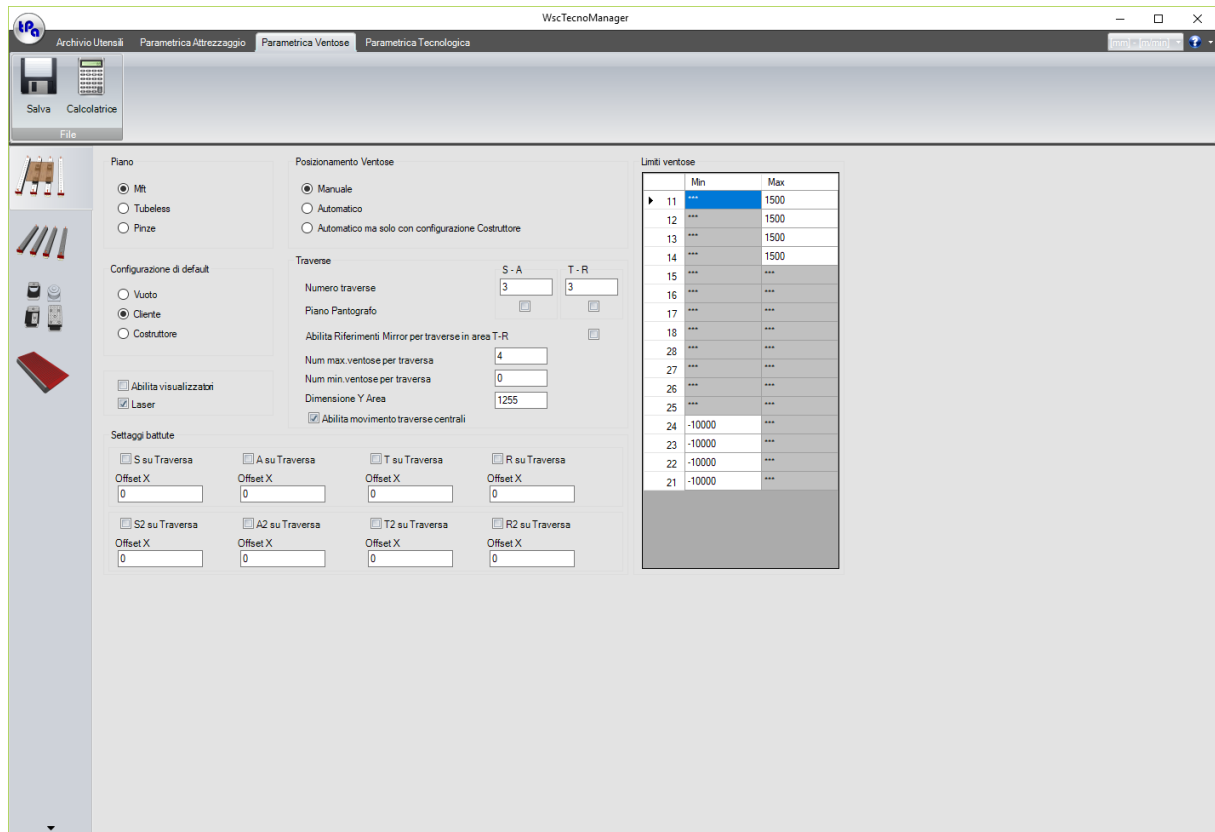 WscTecnoManager
tPa
Archivio Utensili Parametrica Attrezzaggio Parametrica Ventose Parametrica Tecnologica
[mm] - [m/min]
Salva Calcolatrice
File
Piano
Mft
Tubeless
Pinze
Posizionamento Ventose
Manuale
Automatico
Automatico ma solo con configurazione Costruttore
Configurazione di default
Vuoto
Cliente
Costruttore
Abilita visualizzatori
Laser
Traverse
S - A T - R
Numero traverse 3 3
Piano Pantografo
Abilita Riferimenti Mirror per traverse in area T-R
Num max.ventose per traversa 4
Num min.ventose per traversa 0
Dimensione Y Area 1255
Abilita movimento traverse centrali
Settaggi battute
S su Traversa A su Traversa T su Traversa R su Traversa
Offset X Offset X Offset X Offset X
0 0 0 0
S2 su Traversa A2 su Traversa T2 su Traversa R2 su Traversa
Offset X Offset X Offset X Offset X
0 0 0 0
Limiti ventose
Min Max
11 *** 1500
12 *** 1500
13 *** 1500
14 *** 1500
15 *** ***
16 *** ***
17 *** ***
18 *** ***
28 *** ***
27 *** ***
26 *** ***
25 *** ***
24 -10000 ***
23 -10000 ***
22 -10000 ***
21 -10000 ***